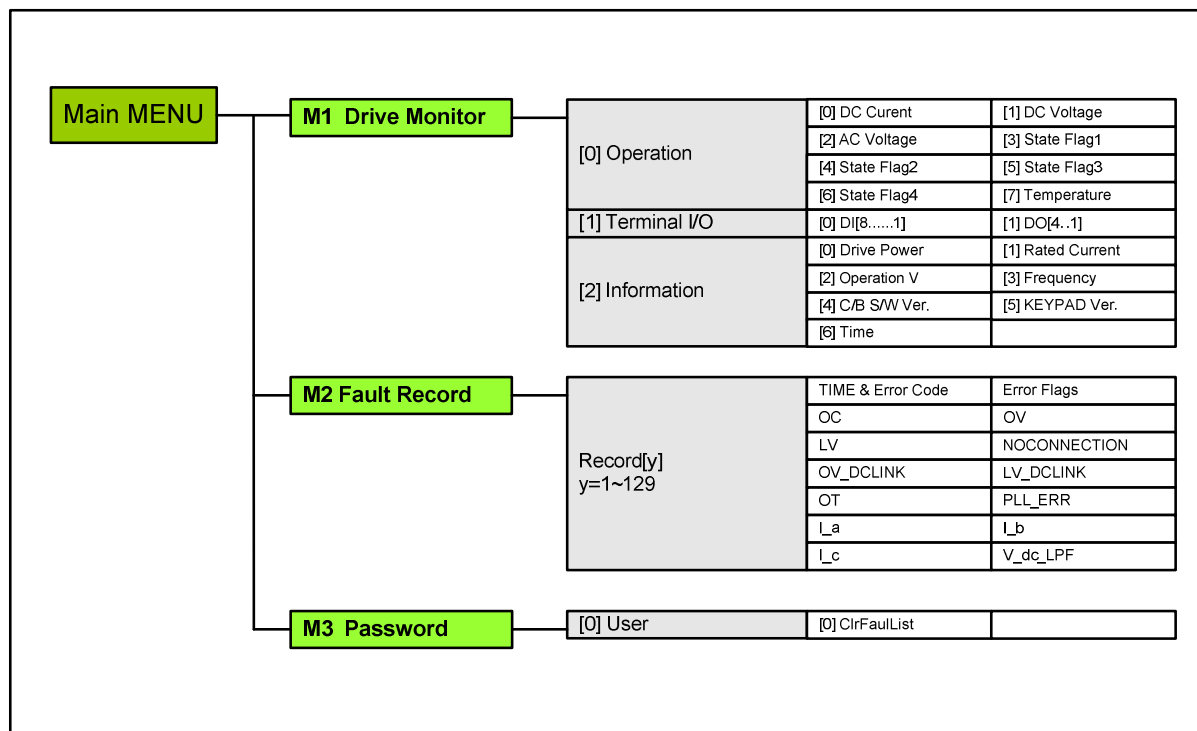 Main MENU
M1 Drive Monitor
[0] Operation
[0] DC Curent
[1] DC Voltage
[2] AC Voltage
[3] State Flag1
[4] State Flag2
[5] State Flag3
[6] State Flag4
[7] Temperature
[1] Terminal I/O
[0] DI[8......1]
[1] DO[4..1]
[2] Information
[0] Drive Power
[1] Rated Current
[2] Operation V
[3] Frequency
[4] C/B S/W Ver.
[5] KEYPAD Ver.
[6] Time
M2 Fault Record
Record[y]
y=1~129
TIME & Error Code
Error Flags
OC
OV
LV
NOCONNECTION
OV_DCLINK
LV_DCLINK
OT
PLL_ERR
I_a
I_b
I_c
V_dc_LPF
M3 Password
[0] User
[0] ClrFaulList